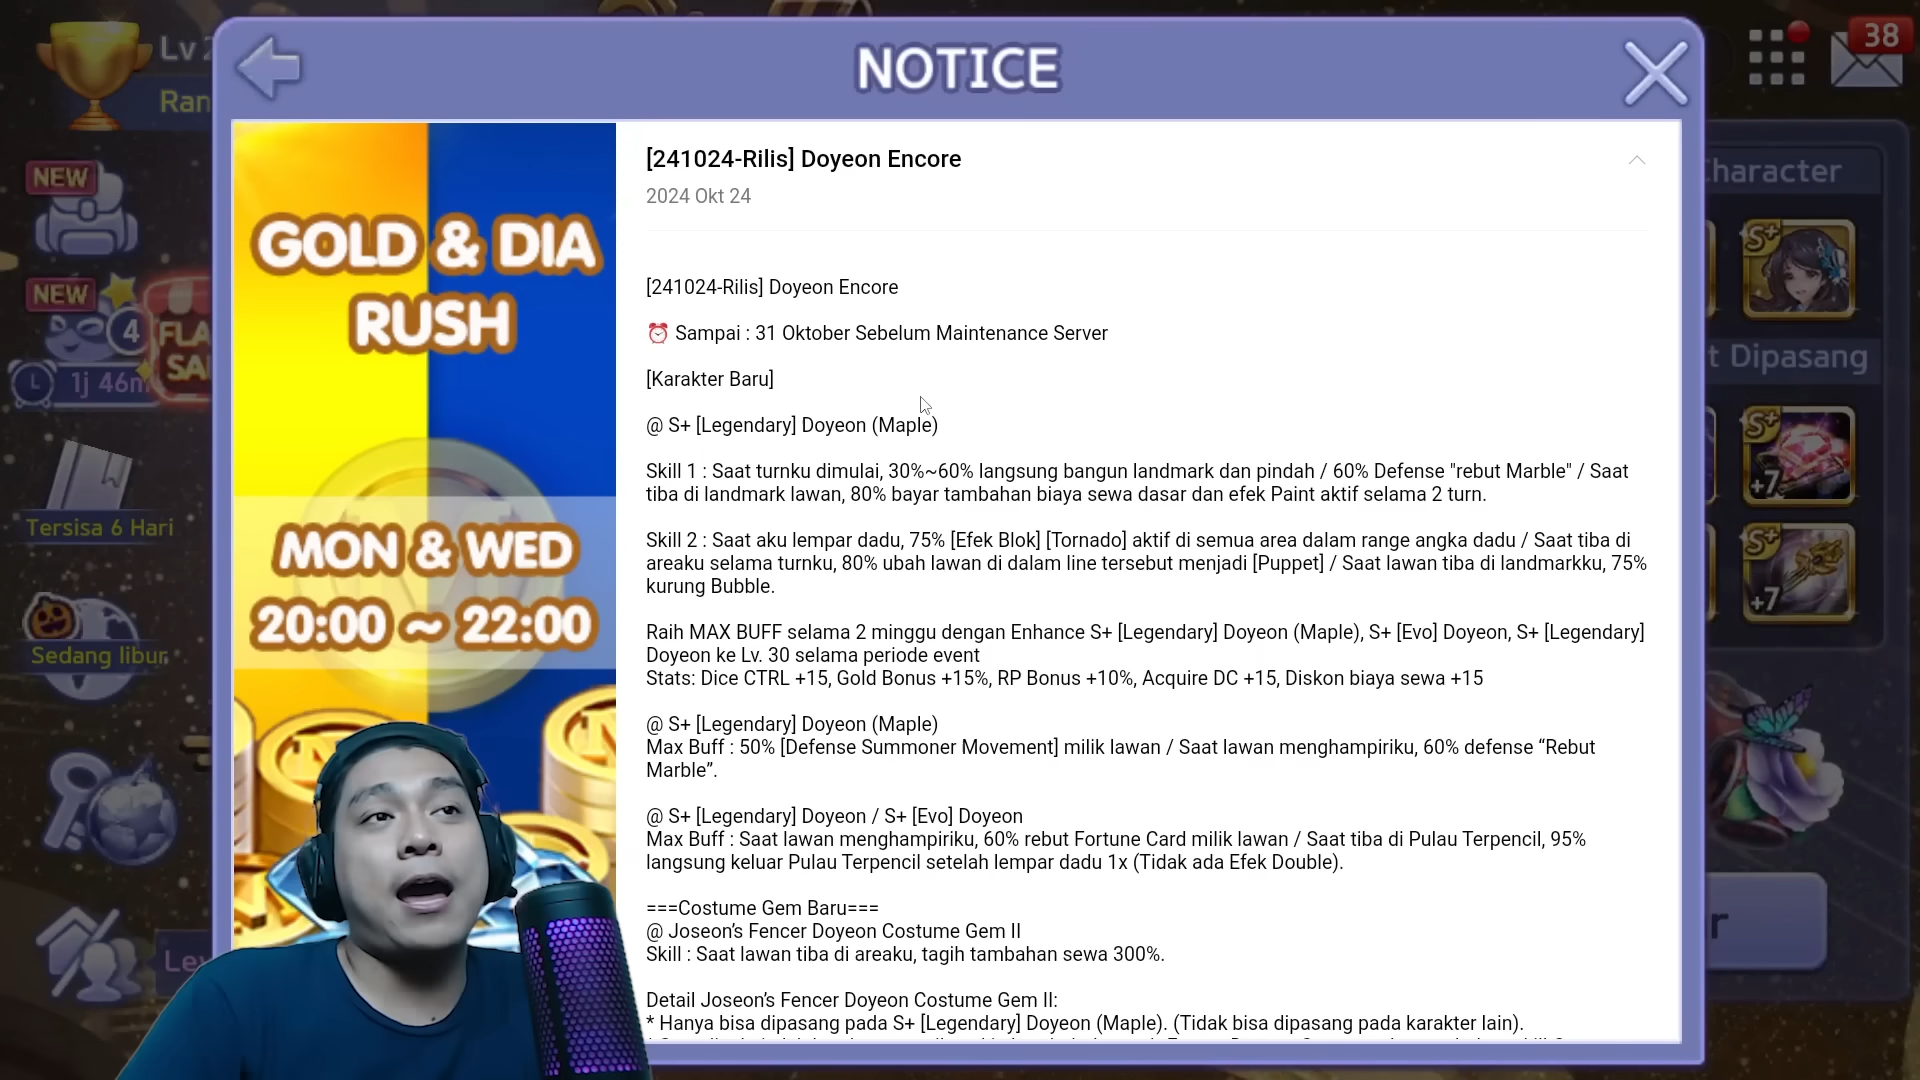 Lv 2
Ran
NOTICE
38
NEW
NEW
4
FLA
SA
1j 46m
Tersisa 6 Hari
Sedang libur
Le
GOLD & DIA
RUSH
MON & WED
20:00 ~ 22:00
[241024-Rilis] Doyeon Encore
2024 Okt 24
[241024-Rilis] Doyeon Encore
⏰ Sampai : 31 Oktober Sebelum Maintenance Server
[Karakter Baru]
@ S+ [Legendary] Doyeon (Maple)
Skill 1 : Saat turnku dimulai, 30%~60% langsung bangun landmark dan pindah / 60% Defense "rebut Marble" / Saat
tiba di landmark lawan, 80% bayar tambahan biaya sewa dasar dan efek Paint aktif selama 2 turn.
Skill 2 : Saat aku lempar dadu, 75% [Efek Blok] [Tornado] aktif di semua area dalam range angka dadu / Saat tiba di
areaku selama turnku, 80% ubah lawan di dalam line tersebut menjadi [Puppet] / Saat lawan tiba di landmarkku, 75%
kurung Bubble.
Raih MAX BUFF selama 2 minggu dengan Enhance S+ [Legendary] Doyeon (Maple), S+ [Evo] Doyeon, S+ [Legendary]
Doyeon ke Lv. 30 selama periode event
Stats: Dice CTRL +15, Gold Bonus +15%, RP Bonus +10%, Acquire DC +15, Diskon biaya sewa +15
@ S+ [Legendary] Doyeon (Maple)
Max Buff : 50% [Defense Summoner Movement] milik lawan / Saat lawan menghampiriku, 60% defense “Rebut
Marble”.
@ S+ [Legendary] Doyeon / S+ [Evo] Doyeon
Max Buff : Saat lawan menghampiriku, 60% rebut Fortune Card milik lawan / Saat tiba di Pulau Terpencil, 95%
langsung keluar Pulau Terpencil setelah lempar dadu 1x (Tidak ada Efek Double).
===Costume Gem Baru===
@ Joseon’s Fencer Doyeon Costume Gem II
Skill : Saat lawan tiba di areaku, tagih tambahan sewa 300%.
Detail Joseon’s Fencer Doyeon Costume Gem II:
* Hanya bisa dipasang pada S+ [Legendary] Doyeon (Maple). (Tidak bisa dipasang pada karakter lain).
haracter
S+
t Dipasang
S+
+7
S+
+7
r